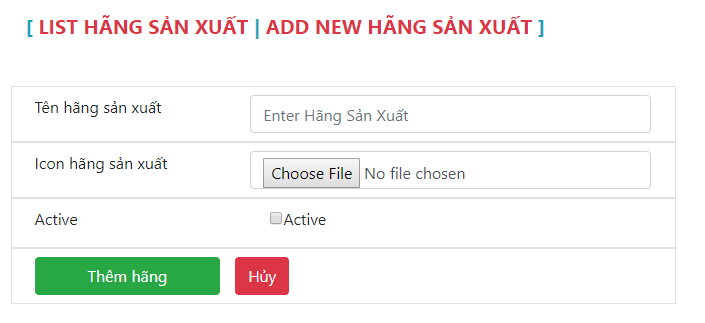 [ LIST HÃNG SẢN XUẤT | ADD NEW HÃNG SẢN XUẤT ]
Tên hãng sản xuất
Enter Hãng Sản Xuất
Icon hãng sản xuất
Choose File No file chosen
Active
Active
Thêm hãng
Hủy